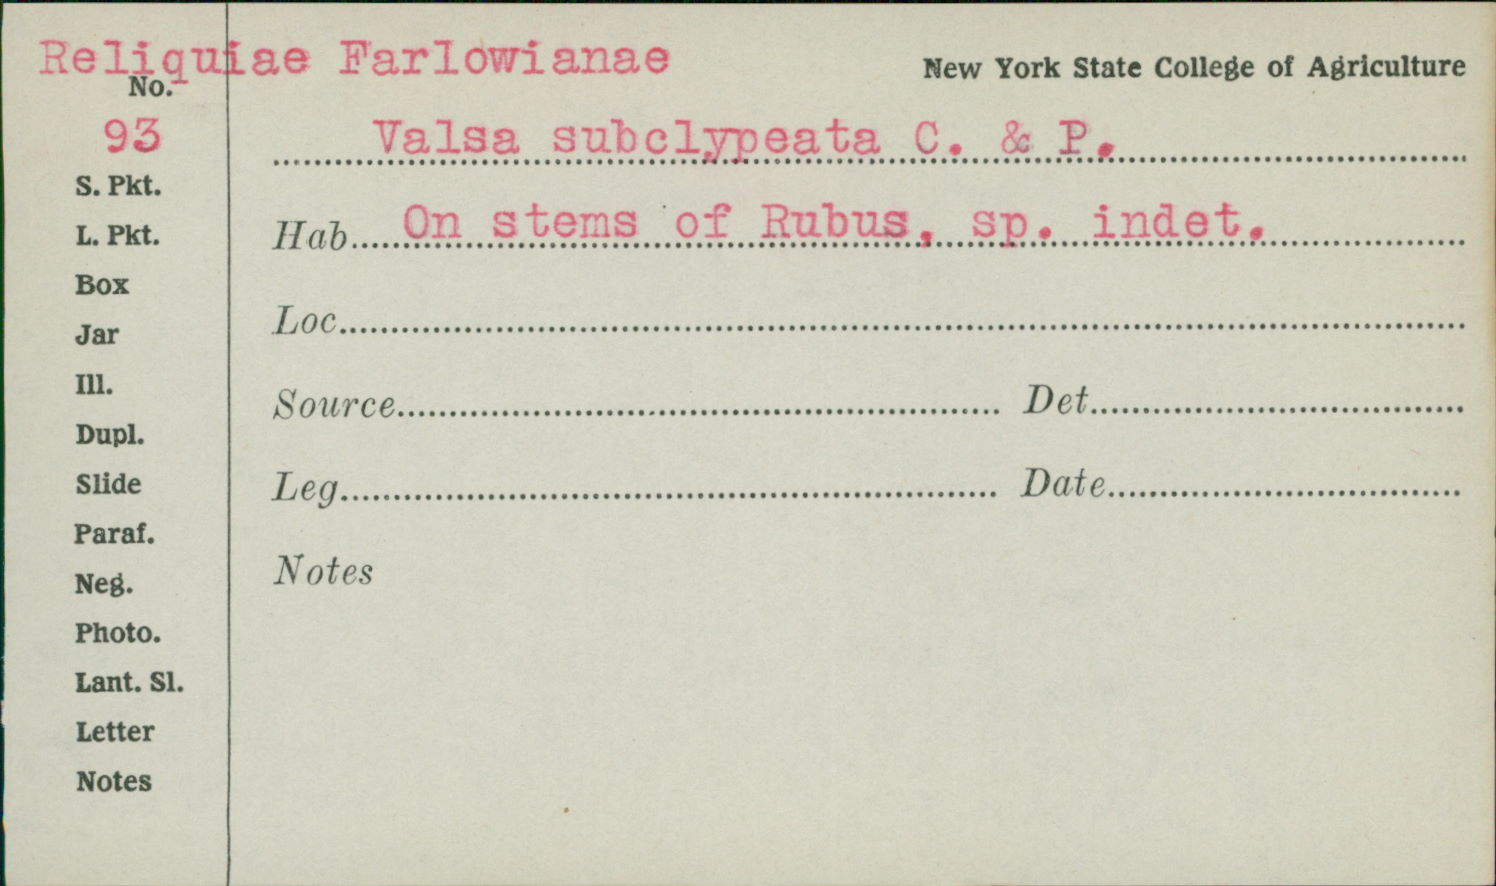 Reliquiae Farlowianae
New York State College of Agriculture
No.
93
Valsa subclypeata C. & P.
S. Pkt.
L. Pkt.
Hab. On stems of Rubus, sp. indet.
Box
Jar
Loc.
Ill.
Dupl.
Source Det.
Slide
Leg. Date
Paraf.
Neg.
Notes
Photo.
Lant. Sl.
Letter
Notes